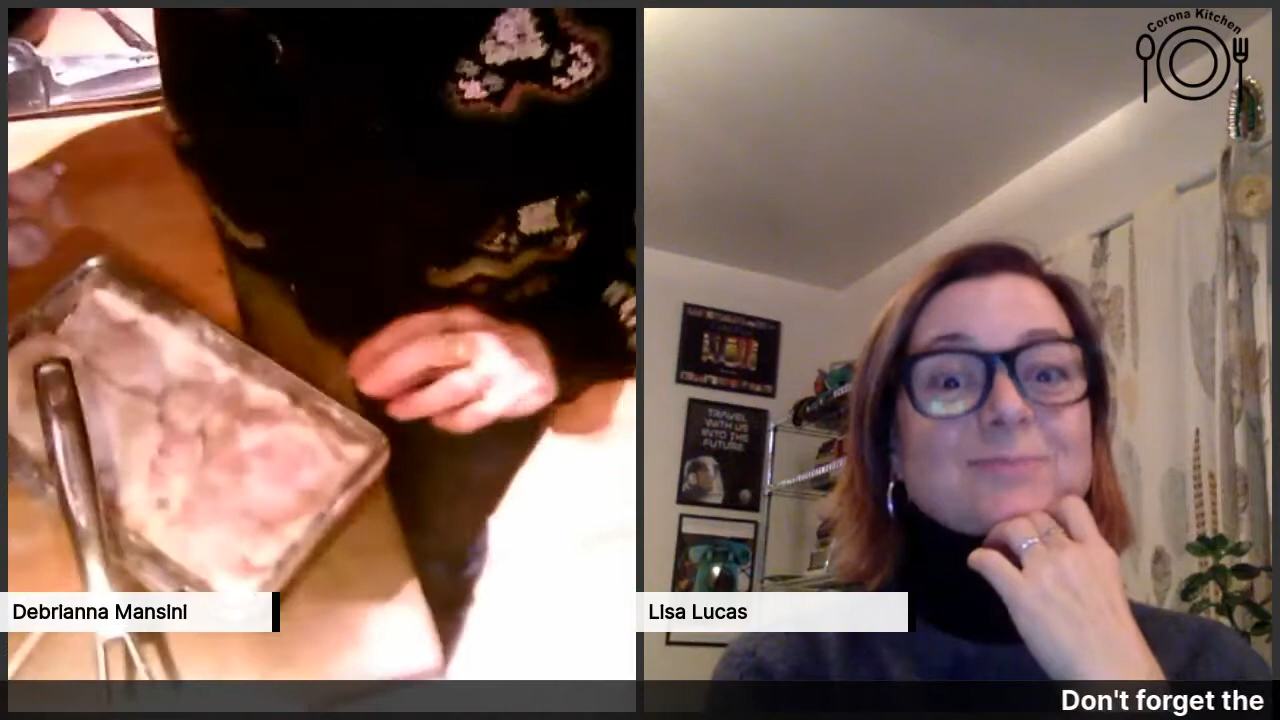 Corona Kitchen
TRAVEL
WITH US
INTO THE
FUTURE
Debrianna Mansini
Lisa Lucas
Don't forget the